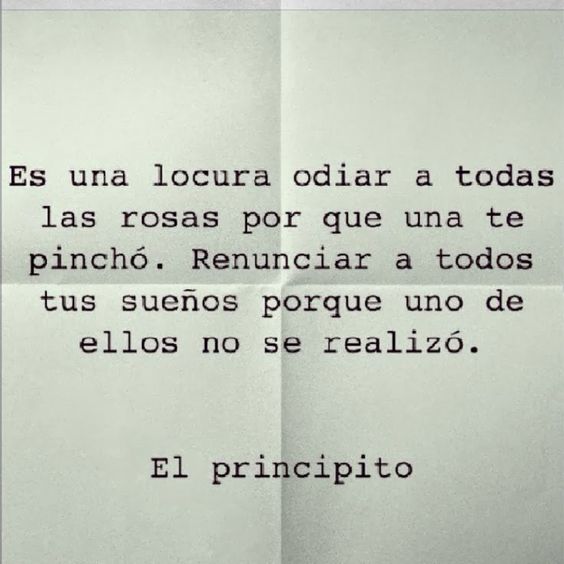 Es una locura odiar a todas
las rosas por que una te
pinchó. Renunciar a todos
tus sueños porque uno de
ellos no se realizó.
El principito